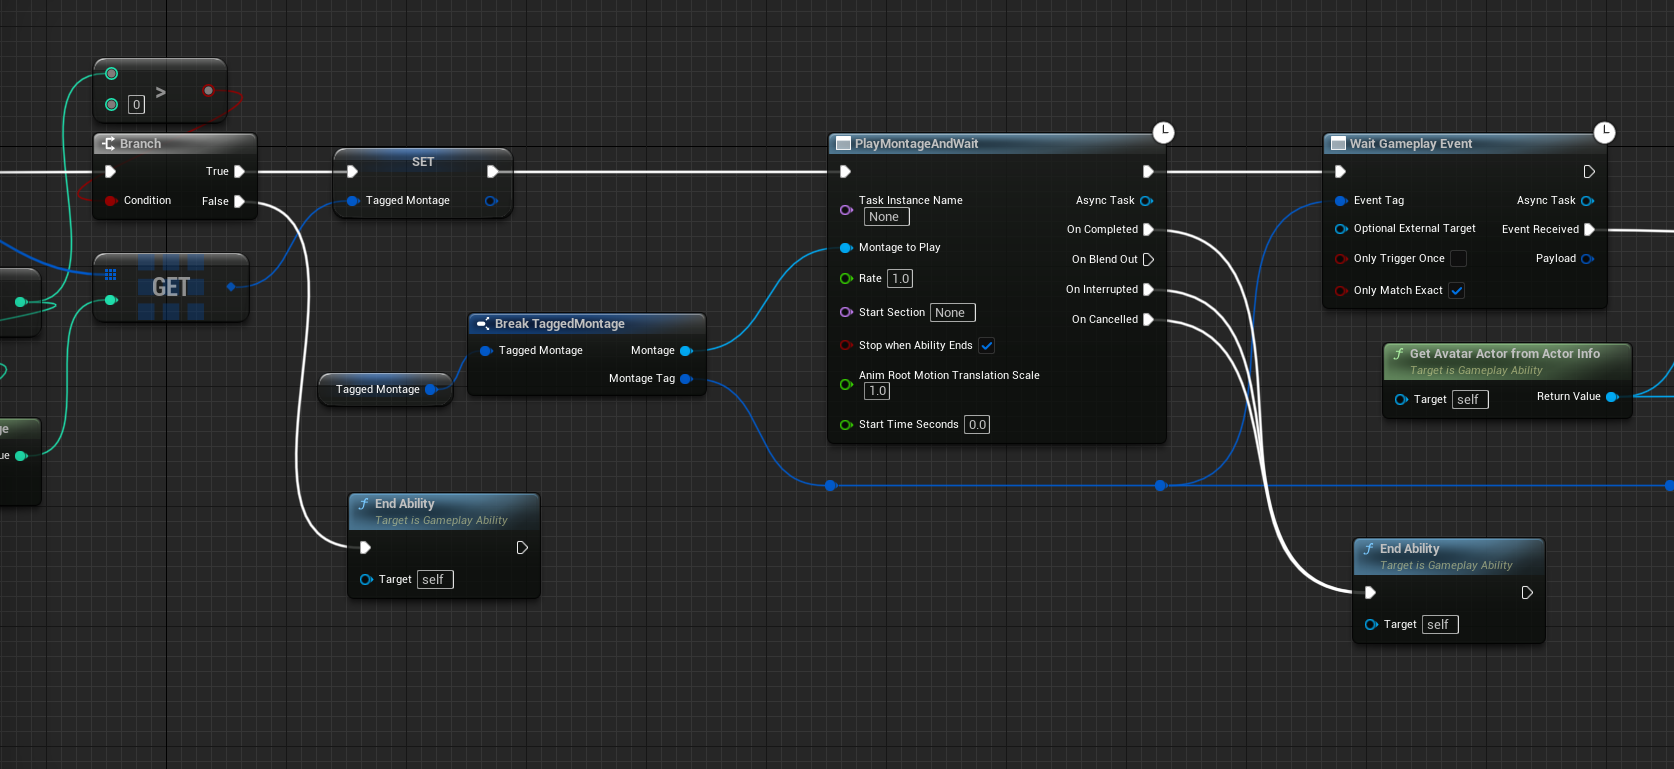 0
>
Branch
True
Condition
False
SET
Tagged Montage
GET
ge
ue
Tagged Montage
Break TaggedMontage
Tagged Montage
Montage
Montage Tag
End Ability
Target is Gameplay Ability
Target
self
PlayMontageAndWait
Task Instance Name
None
Async Task
On Completed
Montage to Play
On Blend Out
Rate
1.0
On Interrupted
Start Section
None
On Cancelled
Stop when Ability Ends
Anim Root Motion Translation Scale
1.0
Start Time Seconds
0.0
Wait Gameplay Event
Event Tag
Async Task
Optional External Target
Event Received
Only Trigger Once
Payload
Only Match Exact
Get Avatar Actor from Actor Info
Target is Gameplay Ability
Target
self
Return Value
End Ability
Target is Gameplay Ability
Target
self